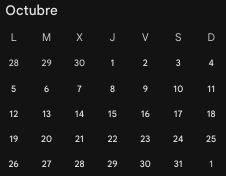 Octubre
L M X J V S D
28 29 30 1 2 3 4
5 6 7 8 9 10 11
12 13 14 15 16 17 18
19 20 21 22 23 24 25
26 27 28 29 30 31 1